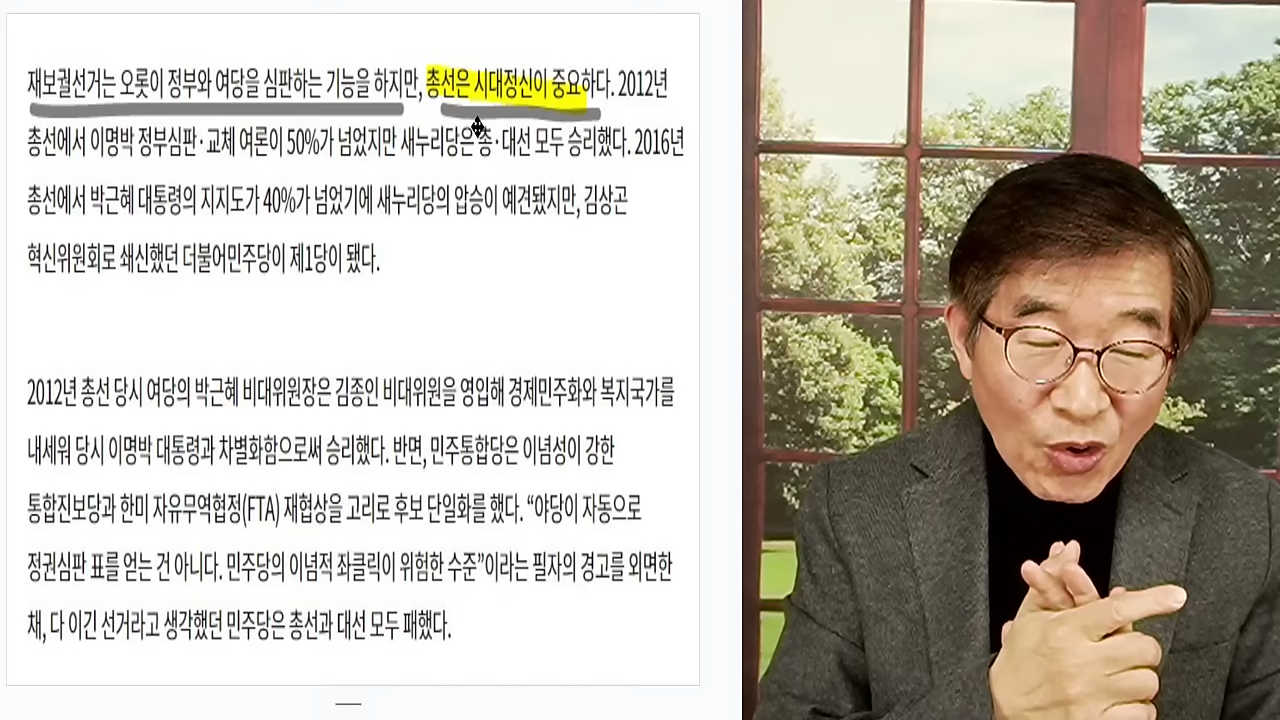 재보궐선거는 오롯이 정부와 여당을 심판하는 기능을 하지만, 총선은 시대정신이 중요하다. 2012년
총선에서 이명박 정부심판·교체 여론이 50%가 넘었지만 새누리당은 총·대선 모두 승리했다. 2016년
총선에서 박근혜 대통령의 지지도가 40%가 넘었기에 새누리당의 압승이 예견됐지만, 김상곤
혁신위원회로 쇄신했던 더불어민주당이 제1당이 됐다.
2012년 총선 당시 여당의 박근혜 비대위원장은 김종인 비대위원을 영입해 경제민주화와 복지국가를
내세워 당시 이명박 대통령과 차별화함으로써 승리했다. 반면, 민주통합당은 이념성이 강한
통합진보당과 한미 자유무역협정(FTA) 재협상을 고리로 후보 단일화를 했다. “야당이 자동으로
정권심판 표를 얻는 건 아니다. 민주당의 이념적 좌클릭이 위험한 수준”이라는 필자의 경고를 외면한
채, 다 이긴 선거라고 생각했던 민주당은 총선과 대선 모두 패했다.